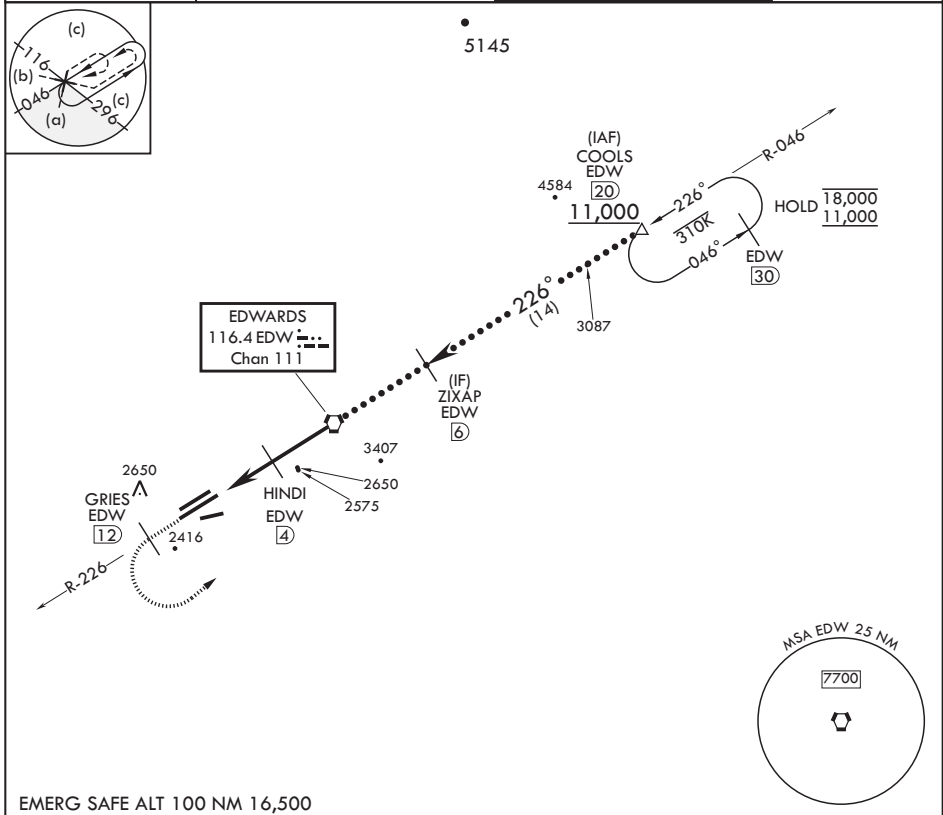 (c)
116
(b)
046
(a)
296
(c)
5145
(IAF)
COOLS
EDW
20
11,000
4584
R-046
226°
310K
046°
HOLD 18,000
11,000
EDW
30
226°
(14)
3087
EDWARDS
116.4 EDW
Chan 111
(IF)
ZIXAP
EDW
6
3407
2650
2575
HINDI
EDW
4
2650
GRIES
EDW
12
2416
R-226
MSA EDW 25 NM
7700
EMERG SAFE ALT 100 NM 16,500